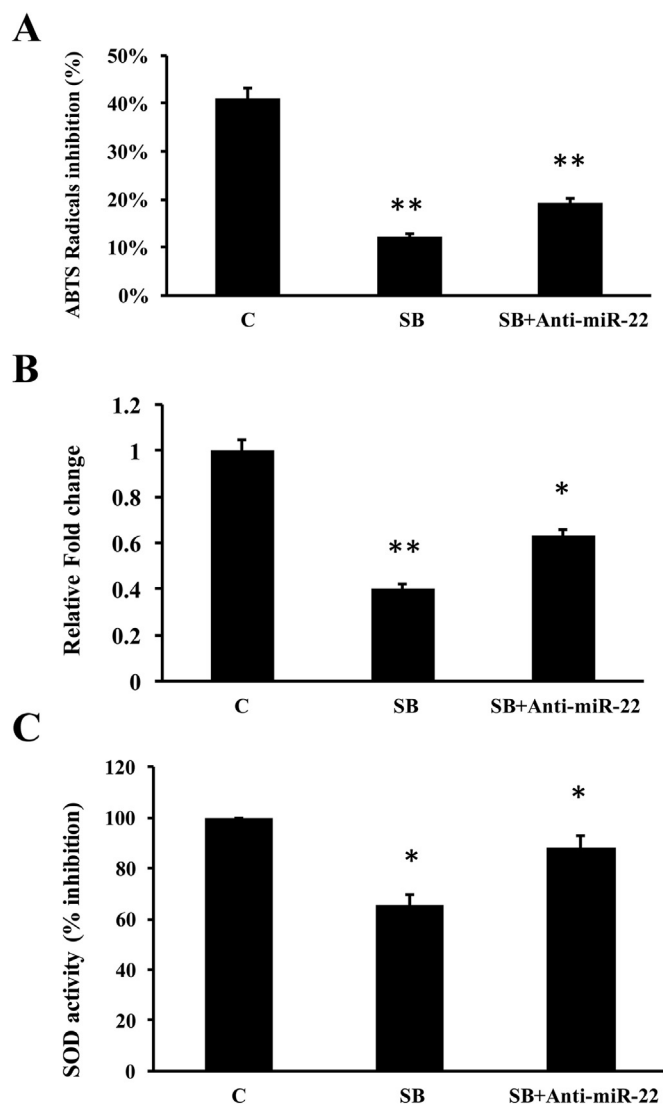 A
ABTS Radicals inhibition (%)
50%
40%
30%
20%
10%
0%
**
**
C
SB
SB+Anti-miR-22
B
Relative Fold change
1.2
1
0.8
0.6
0.4
0.2
0
**
*
C
SB
SB+Anti-miR-22
C
SOD activity (% inhibition)
120
100
80
60
40
20
0
*
*
C
SB
SB+Anti-miR-22